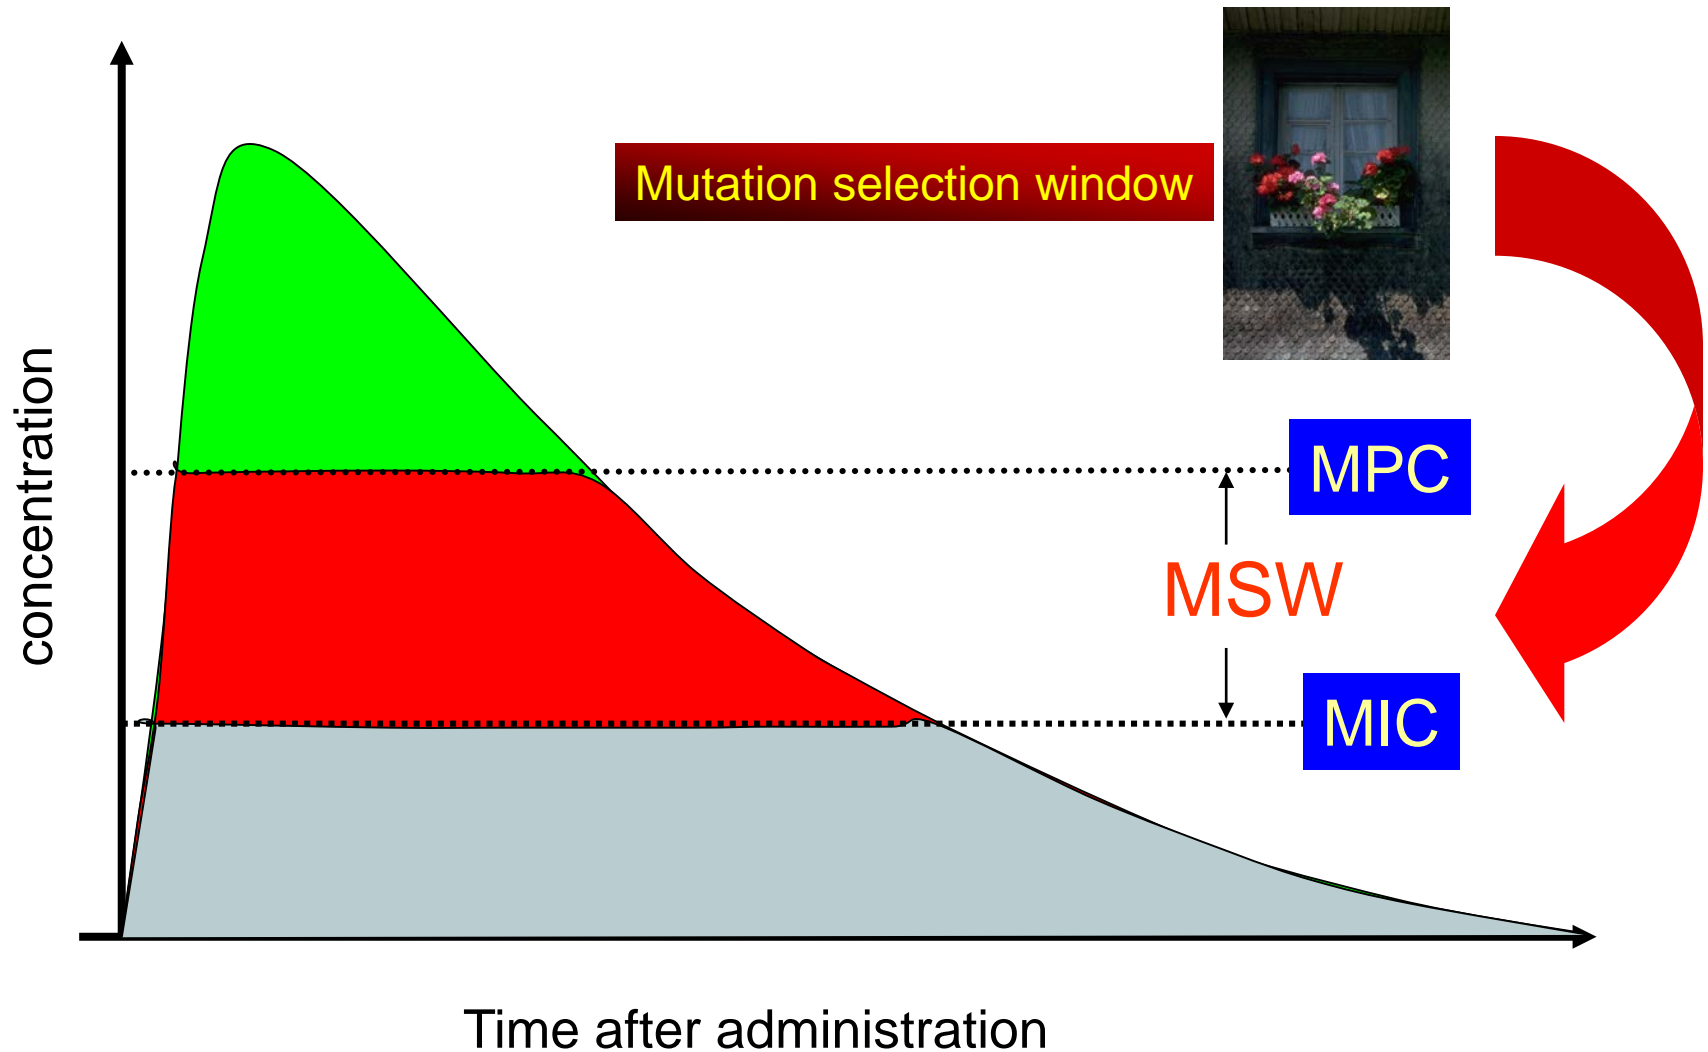 Mutation selection window
concentration
MPC
MSW
MIC
Time after administration